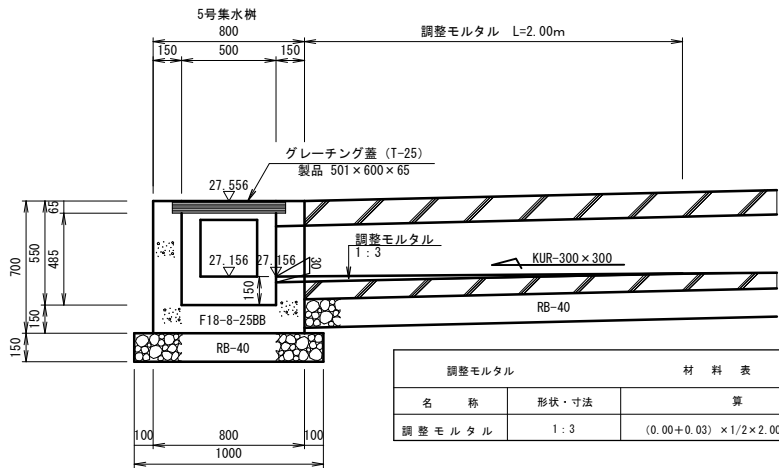 5号集水桝
800
調整モルタル L=2.00m
150
500
150
グレーチング蓋 (T-25)
製品 501×600×65
27.556
65
700
550
485
調整モルタル
1:3
27.156
27.156
30
KUR-300×300
150
150
F18-8-25BB
RB-40
150
RB-40
100
800
100
1000
調整モルタル 材料表
名称 形状・寸法 算
調整モルタル 1:3 (0.00+0.03)×1/2×2.00